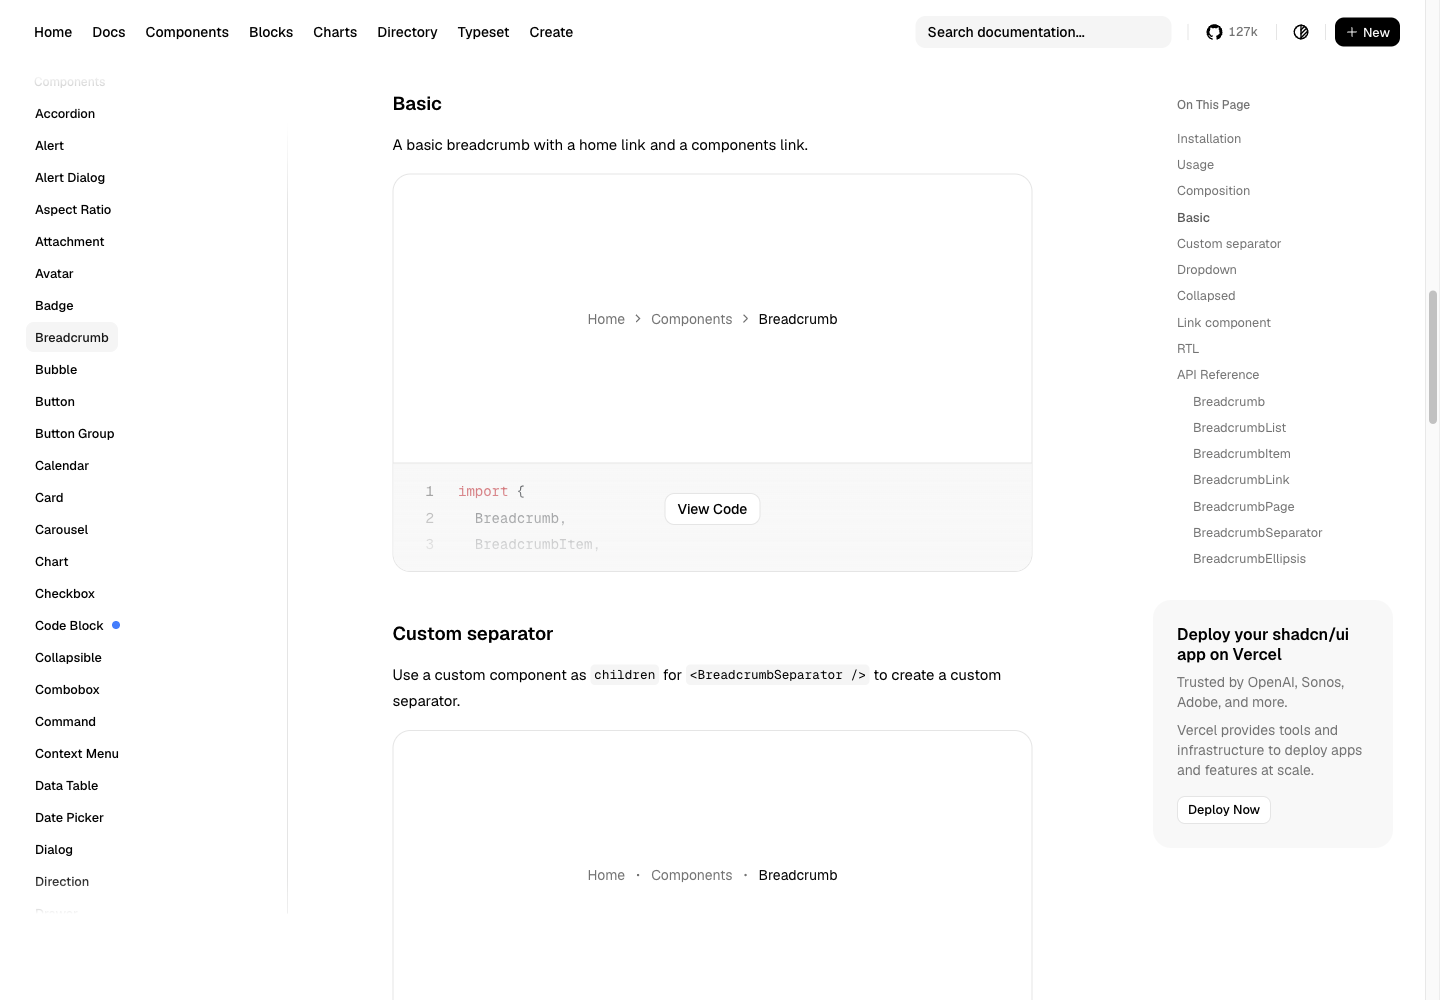 Home Docs Components Blocks Charts Directory Typeset Create
Search documentation...
127k
New
Components
Accordion
Alert
Alert Dialog
Aspect Ratio
Attachment
Avatar
Badge
Breadcrumb
Bubble
Button
Button Group
Calendar
Card
Carousel
Chart
Checkbox
Code Block
Collapsible
Combobox
Command
Context Menu
Data Table
Date Picker
Dialog
Direction
Basic
A basic breadcrumb with a home link and a components link.
Home Components Breadcrumb
1 import {
2 Breadcrumb,
3 BreadcrumbItem,
View Code
Custom separator
Use a custom component as children for <BreadcrumbSeparator /> to create a custom
separator.
Home · Components · Breadcrumb
On This Page
Installation
Usage
Composition
Basic
Custom separator
Dropdown
Collapsed
Link component
RTL
API Reference
Breadcrumb
BreadcrumbList
BreadcrumbItem
BreadcrumbLink
BreadcrumbPage
BreadcrumbSeparator
BreadcrumbEllipsis
Deploy your shadcn/ui
app on Vercel
Trusted by OpenAI, Sonos,
Adobe, and more.
Vercel provides tools and
infrastructure to deploy apps
and features at scale.
Deploy Now